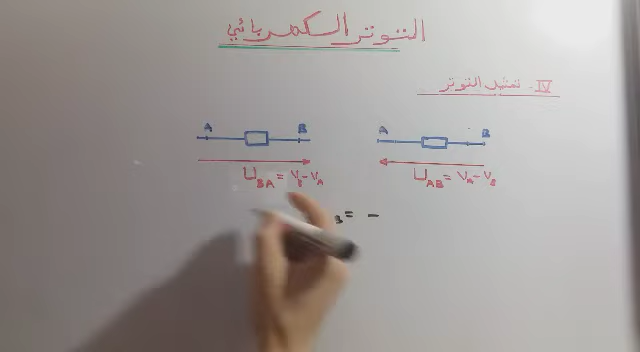 التوتر الكهربائي
IV - تمثيل التوتر
A B
A B
U_BA = V_B - V_A
U_AB = V_A - V_B
B = -